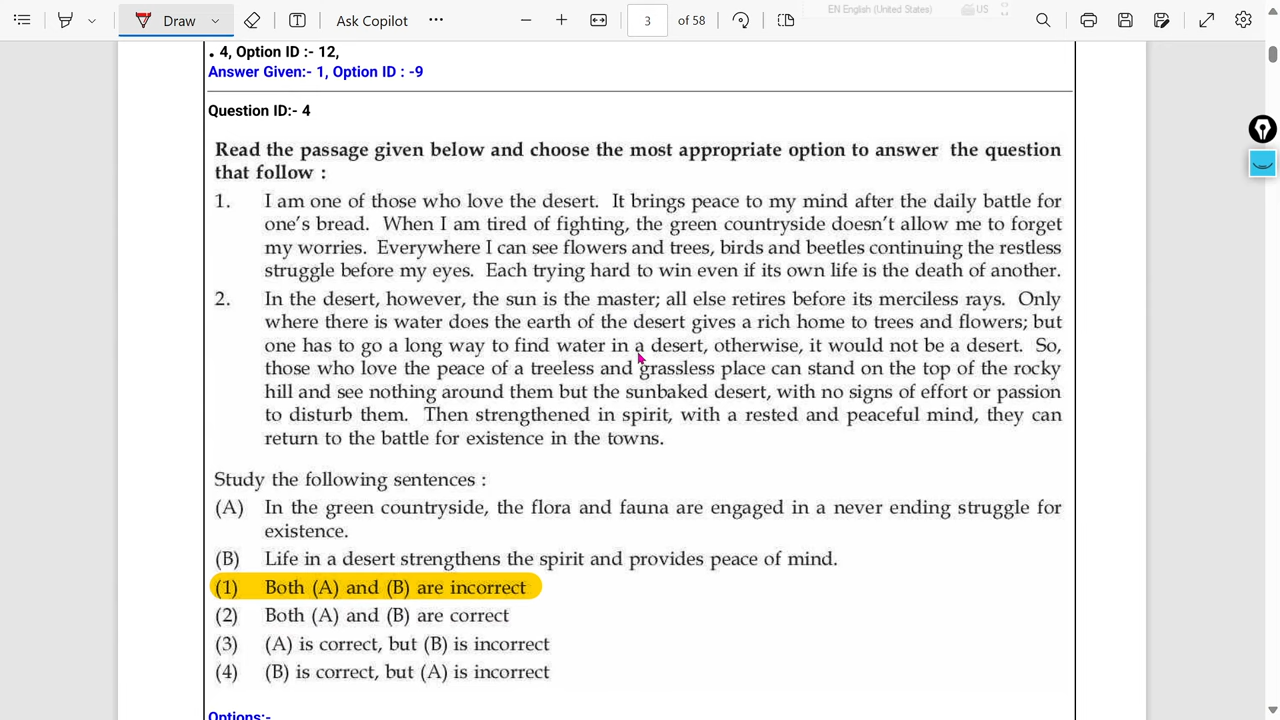 Draw
Ask Copilot
3 of 58
EN English (United States) US
. 4, Option ID :- 12,
Answer Given:- 1, Option ID : -9
Question ID:- 4
Read the passage given below and choose the most appropriate option to answer the question
that follow :
1. I am one of those who love the desert. It brings peace to my mind after the daily battle for
one's bread. When I am tired of fighting, the green countryside doesn't allow me to forget
my worries. Everywhere I can see flowers and trees, birds and beetles continuing the restless
struggle before my eyes. Each trying hard to win even if its own life is the death of another.
2. In the desert, however, the sun is the master; all else retires before its merciless rays. Only
where there is water does the earth of the desert gives a rich home to trees and flowers; but
one has to go a long way to find water in a desert, otherwise, it would not be a desert. So,
those who love the peace of a treeless and grassless place can stand on the top of the rocky
hill and see nothing around them but the sunbaked desert, with no signs of effort or passion
to disturb them. Then strengthened in spirit, with a rested and peaceful mind, they can
return to the battle for existence in the towns.
Study the following sentences :
(A) In the green countryside, the flora and fauna are engaged in a never ending struggle for
existence.
(B) Life in a desert strengthens the spirit and provides peace of mind.
(1) Both (A) and (B) are incorrect
(2) Both (A) and (B) are correct
(3) (A) is correct, but (B) is incorrect
(4) (B) is correct, but (A) is incorrect
Options:-